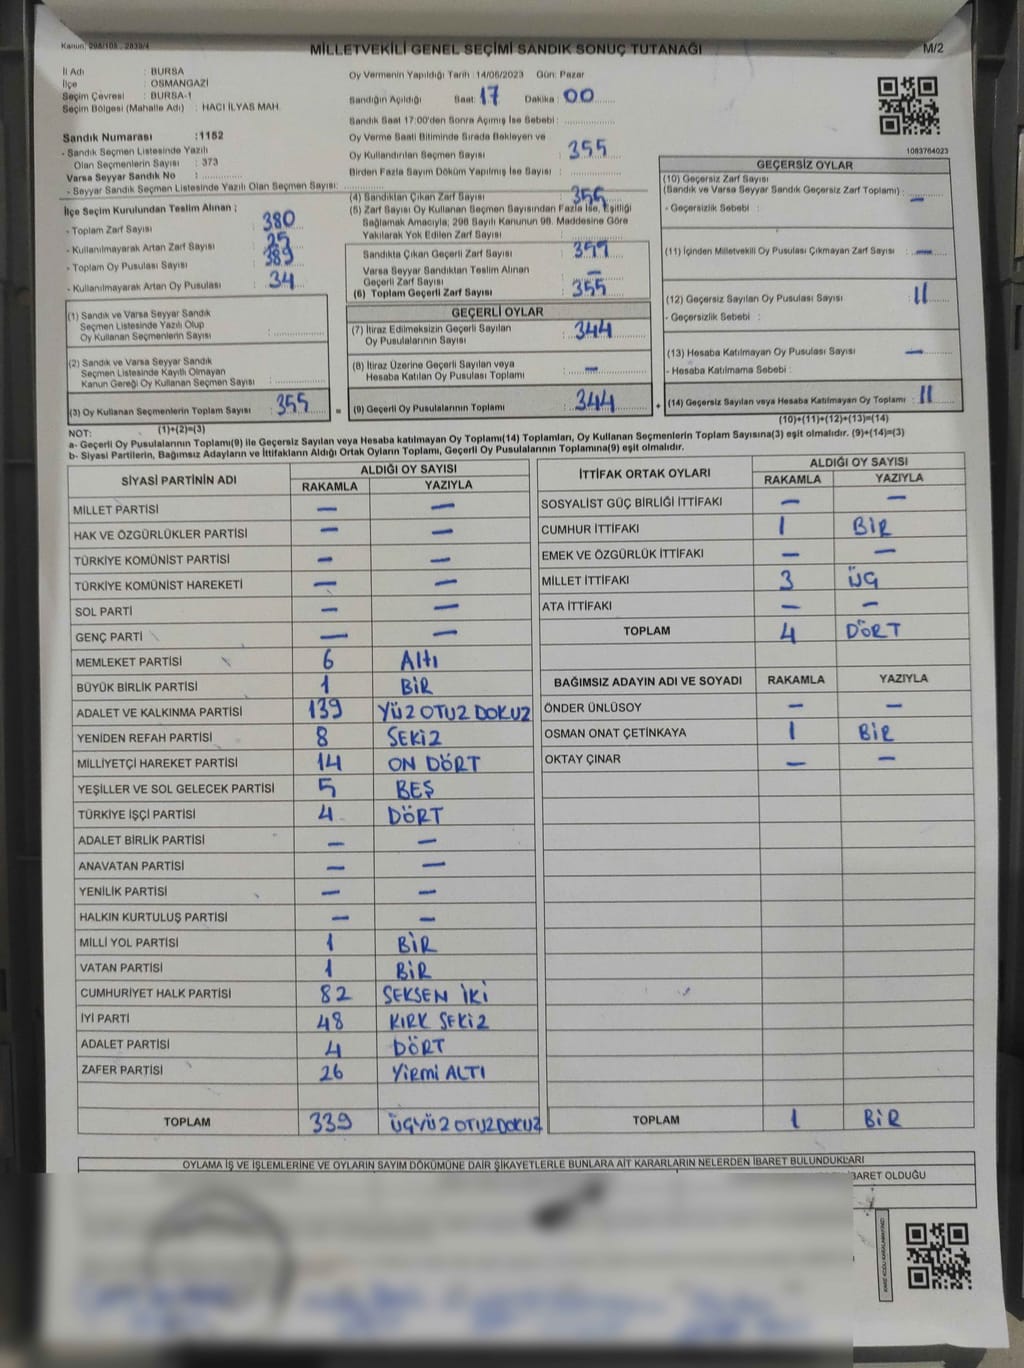 Kanun; 298/105 , 2839/4
MİLLETVEKİLİ GENEL SEÇİMİ SANDIK SONUÇ TUTANAĞI
M/2
İl Adı : BURSA
İlçe : OSMANGAZİ
Seçim Çevresi : BURSA-1
Seçim Bölgesi (Mahalle Adı) : HACI İLYAS MAH.
Sandık Numarası :1152
- Sandık Seçmen Listesinde Yazılı
Olan Seçmenlerin Sayısı : 373
Varsa Seyyar Sandık No :
- Seyyar Sandık Seçmen Listesinde Yazılı Olan Seçmen Sayısı:
Oy Vermenin Yapıldığı Tarih :14/05/2023 Gün: Pazar
Sandığın Açıldığı Saat: 17 Dakika : 00
Sandık Saat 17:00'den Sonra Açımış İse Sebebi :
Oy Verme Saati Bitiminde Sırada Bekleyen ve
Oy Kullandırılan Seçmen Sayısı : 355
Birden Fazla Sayım Döküm Yapılmış İse Sayısı :
1083764023
İlçe Seçim Kurulundan Teslim Alınan ;
- Toplam Zarf Sayısı : 380
- Kullanılmayarak Artan Zarf Sayısı : 25
- Toplam Oy Pusulası Sayısı : 389
- Kullanılmayarak Artan Oy Pusulası : 34
(4) Sandıktan Çıkan Zarf Sayısı : 355
(5) Zarf Sayısı Oy Kullanan Seçmen Sayısından Fazla İse, Eşitliği
Sağlamak Amacıyla; 298 Sayılı Kanunun 98. Maddesine Göre
Yakılarak Yok Edilen Zarf Sayısı :
Sandıkta Çıkan Geçerli Zarf Sayısı :
Varsa Seyyar Sandıktan Teslim Alınan
Geçerli Zarf Sayısı : —
(6) Toplam Geçerli Zarf Sayısı : 355
GEÇERSİZ OYLAR
(10) Geçersiz Zarf Sayısı
(Sandık ve Varsa Seyyar Sandık Geçersiz Zarf Toplamı) : —
- Geçersizlik Sebebi :
(11) İçinden Milletvekili Oy Pusulası Çıkmayan Zarf Sayısı : —
(12) Geçersiz Sayılan Oy Pusulası Sayısı : 11
- Geçersizlik Sebebi :
(13) Hesaba Katılmayan Oy Pusulası Sayısı : —
- Hesaba Katılmama Sebebi :
(14) Geçersiz Sayılan veya Hesaba Katılmayan Oy Toplamı : 11
(10)+(11)+(12)+(13)=(14)
(1) Sandık ve Varsa Seyyar Sandık
Seçmen Listesinde Yazılı Olup
Oy Kullanan Seçmenlerin Sayısı :
(2) Sandık ve Varsa Seyyar Sandık
Seçmen Listesinde Kayıtlı Olmayan
Kanun Gereği Oy Kullanan Seçmen Sayısı :
(3) Oy Kullanan Seçmenlerin Toplam Sayısı : 355
(1)+(2)=(3)
GEÇERLİ OYLAR
(7) İtiraz Edilmeksizin Geçerli Sayılan
Oy Pusulalarının Sayısı : 344
(8) İtiraz Üzerine Geçerli Sayılan veya
Hesaba Katılan Oy Pusulası Toplamı : —
= (9) Geçerli Oy Pusulalarının Toplamı : 344 +
NOT:
a- Geçerli Oy Pusulalarının Toplamı(9) ile Geçersiz Sayılan veya Hesaba katılmayan Oy Toplamı(14) Toplamları, Oy Kullanan Seçmenlerin Toplam Sayısına(3) eşit olmalıdır. (9)+(14)=(3)
b- Siyasi Partilerin, Bağımsız Adayların ve İttifakların Aldığı Ortak Oyların Toplamı, Geçerli Oy Pusulalarının Toplamına(9) eşit olmalıdır.
SİYASİ PARTİNİN ADI
ALDIĞI OY SAYISI
RAKAMLA YAZIYLA
MİLLET PARTİSİ — —
HAK VE ÖZGÜRLÜKLER PARTİSİ — —
TÜRKİYE KOMÜNİST PARTİSİ — —
TÜRKİYE KOMÜNİST HAREKETİ — —
SOL PARTİ — —
GENÇ PARTİ — —
MEMLEKET PARTİSİ 6 Altı
BÜYÜK BİRLİK PARTİSİ 1 BİR
ADALET VE KALKINMA PARTİSİ 139 YÜZ OTUZ DOKUZ
YENİDEN REFAH PARTİSİ 8 SEKİZ
MİLLİYETÇİ HAREKET PARTİSİ 14 ON DÖRT
YEŞİLLER VE SOL GELECEK PARTİSİ 5 BEŞ
TÜRKİYE İŞÇİ PARTİSİ 4 DÖRT
ADALET BİRLİK PARTİSİ — —
ANAVATAN PARTİSİ — —
YENİLİK PARTİSİ — —
HALKIN KURTULUŞ PARTİSİ — —
MİLLİ YOL PARTİSİ 1 BİR
VATAN PARTİSİ 1 BİR
CUMHURİYET HALK PARTİSİ 82 SEKSEN İKİ
İYİ PARTİ 48 KIRK SEKİZ
ADALET PARTİSİ 4 DÖRT
ZAFER PARTİSİ 26 YİRMİ ALTI
TOPLAM 339 ÜÇYÜZ OTUZDOKUZ
İTTİFAK ORTAK OYLARI
ALDIĞI OY SAYISI
RAKAMLA YAZIYLA
SOSYALİST GÜÇ BİRLİĞİ İTTİFAKI — —
CUMHUR İTTİFAKI 1 BİR
EMEK VE ÖZGÜRLÜK İTTİFAKI — —
MİLLET İTTİFAKI 3 ÜÇ
ATA İTTİFAKI — —
TOPLAM 4 DÖRT
BAĞIMSIZ ADAYIN ADI VE SOYADI RAKAMLA YAZIYLA
ÖNDER ÜNLÜSOY — —
OSMAN ONAT ÇETİNKAYA 1 BİR
OKTAY ÇINAR — —
TOPLAM 1 BİR
OYLAMA İŞ VE İŞLEMLERİNE VE OYLARIN SAYIM DÖKÜMÜNE DAİR ŞİKAYETLERLE BUNLARA AİT KARARLARIN NELERDEN İBARET BULUNDUKLARI
İBARET OLDUĞU